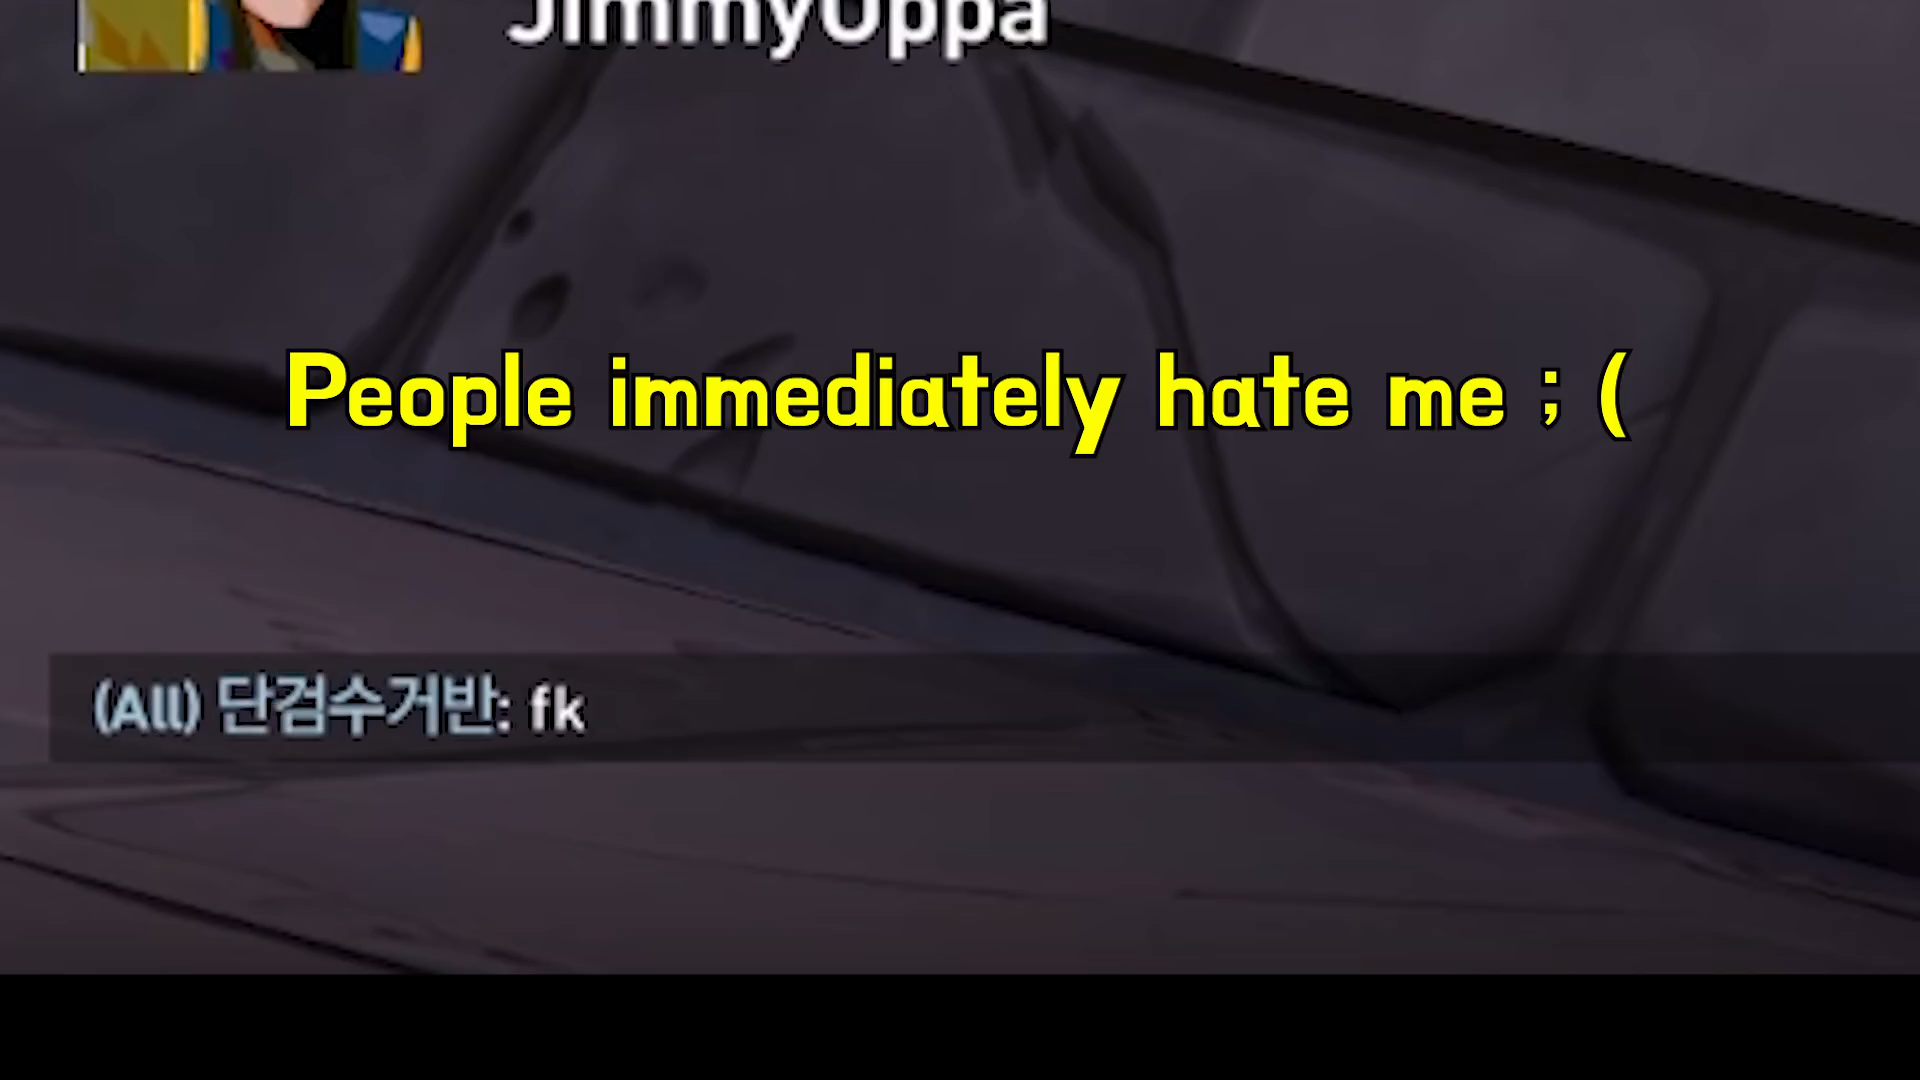 JimmyOppa
People immediately hate me ; (
(All) 단검수거반: fk